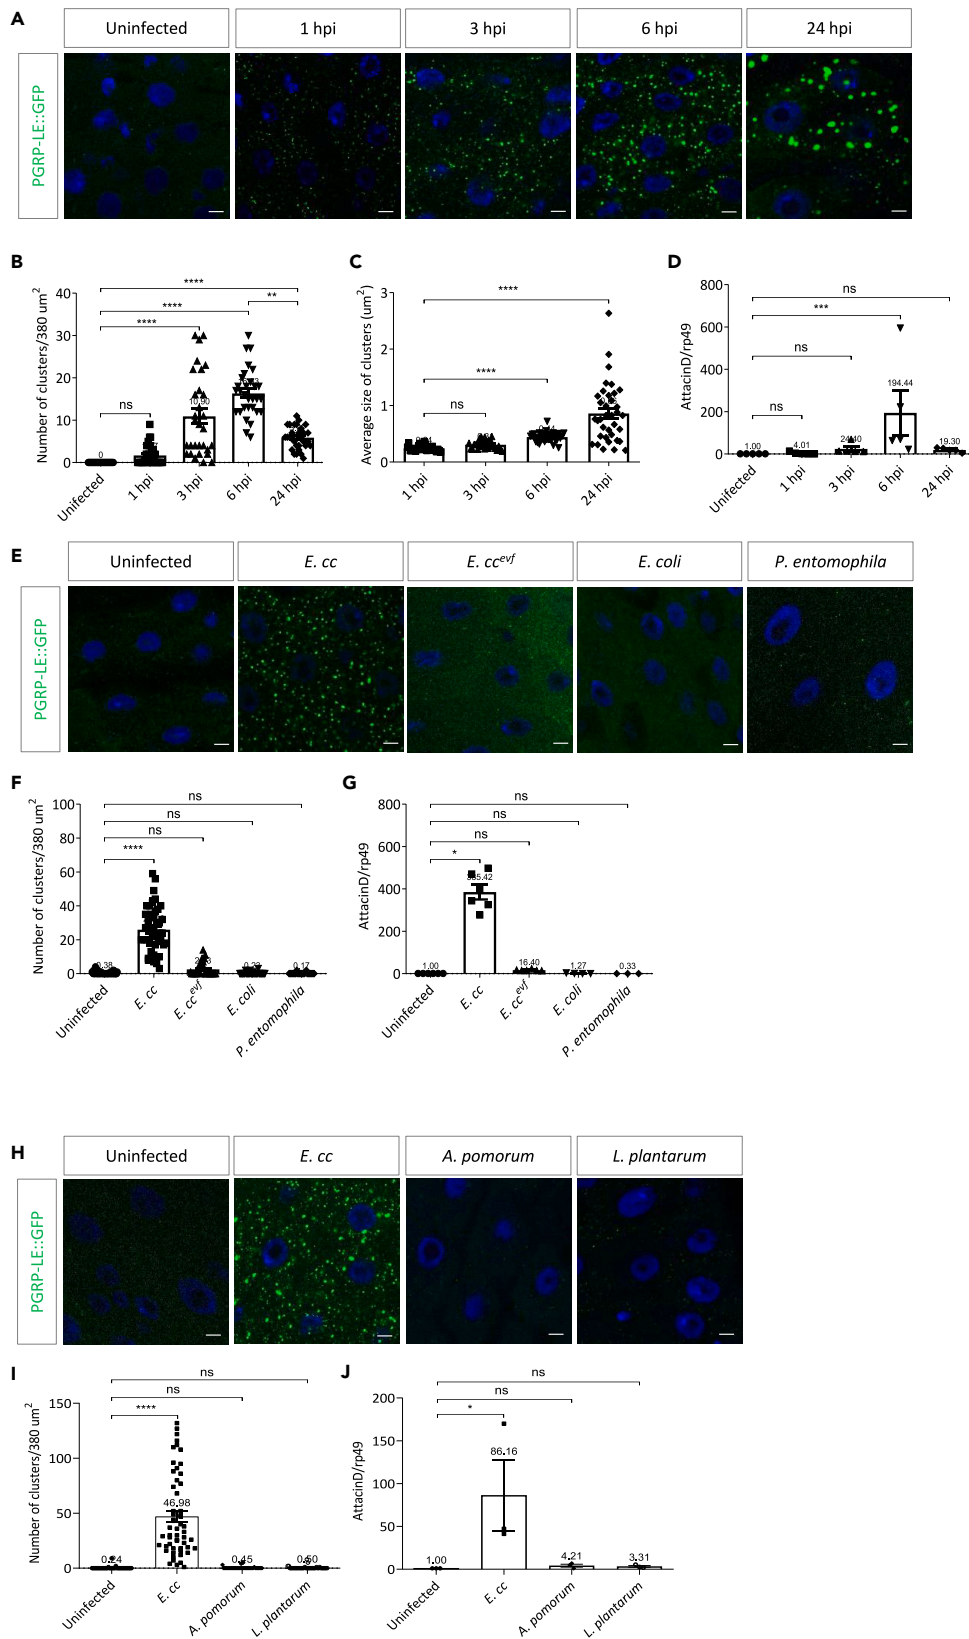 A
Uninfected
1 hpi
3 hpi
6 hpi
24 hpi
PGRP-LE::GFP
B
Number of clusters/380 um2
40
30
20
10
0
****
****
**
****
ns
0
10.90
Unifected
1 hpi
3 hpi
6 hpi
24 hpi
C
Average size of clusters (um2)
3
2
1
0
****
****
ns
1 hpi
3 hpi
6 hpi
24 hpi
D
AttacinD/rp49
800
600
400
200
0
ns
***
ns
ns
1.00
4.01
24.40
194.44
19.30
Unifected
1 hpi
3 hpi
6 hpi
24 hpi
E
Uninfected
E. cc
E. ccevf
E. coli
P. entomophila
PGRP-LE::GFP
F
Number of clusters/380 um2
100
80
60
40
20
0
ns
ns
ns
****
0.38
0.17
Uninfected
E. cc
E. ccevf
E. coli
P. entomophila
G
AttacinD/rp49
800
600
400
200
0
ns
ns
ns
*
1.00
16.40
1.27
0.33
Uninfected
E. cc
E. ccevf
E. coli
P. entomophila
H
Uninfected
E. cc
A. pomorum
L. plantarum
PGRP-LE::GFP
I
Number of clusters/380 um2
150
100
50
0
ns
ns
****
46.98
0.45
Uninfected
E. cc
A. pomorum
L. plantarum
J
AttacinD/rp49
200
150
100
50
0
ns
ns
*
1.00
86.16
4.21
3.31
Uninfected
E. cc
A. pomorum
L. plantarum